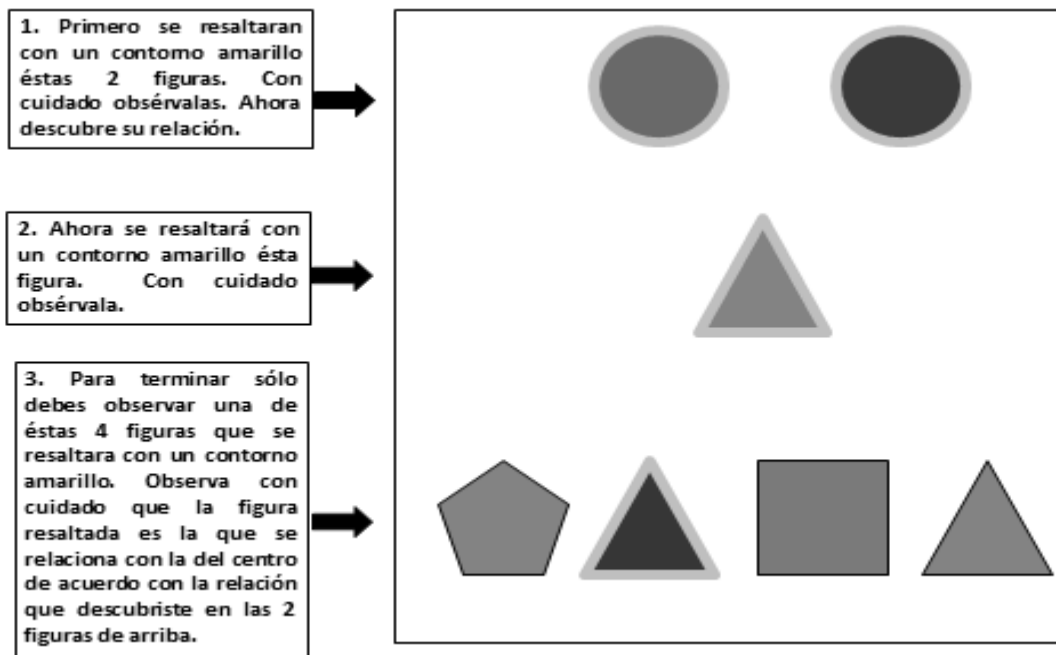 1. Primero se resaltaran
con un contorno amarillo
éstas 2 figuras. Con
cuidado obsérvalas. Ahora
descubre su relación.
2. Ahora se resaltará con
un contorno amarillo ésta
figura. Con cuidado
obsérvala.
3. Para terminar sólo
debes observar una de
éstas 4 figuras que se
resaltara con un contorno
amarillo. Observa con
cuidado que la figura
resaltada es la que se
relaciona con la del centro
de acuerdo con la relación
que descubriste en las 2
figuras de arriba.